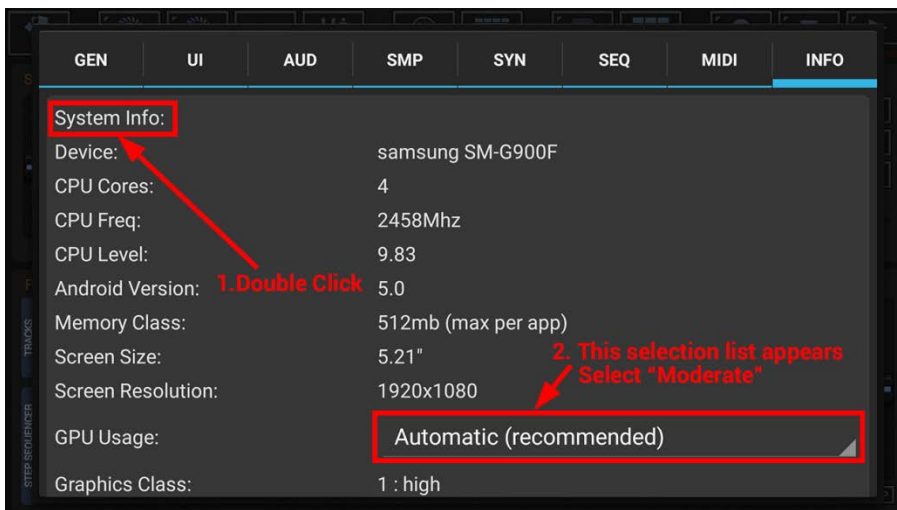 GEN UI AUD SMP SYN SEQ MIDI INFO
System Info:
Device: samsung SM-G900F
CPU Cores: 4
CPU Freq: 2458Mhz
CPU Level: 9.83
Android Version: 1.Double Click 5.0
Memory Class: 512mb (max per app)
Screen Size: 5.21"
2. This selection list appears
Select “Moderate”
Screen Resolution: 1920x1080
GPU Usage: Automatic (recommended)
Graphics Class: 1 : high
TRACKS
STEP SEQUENCER